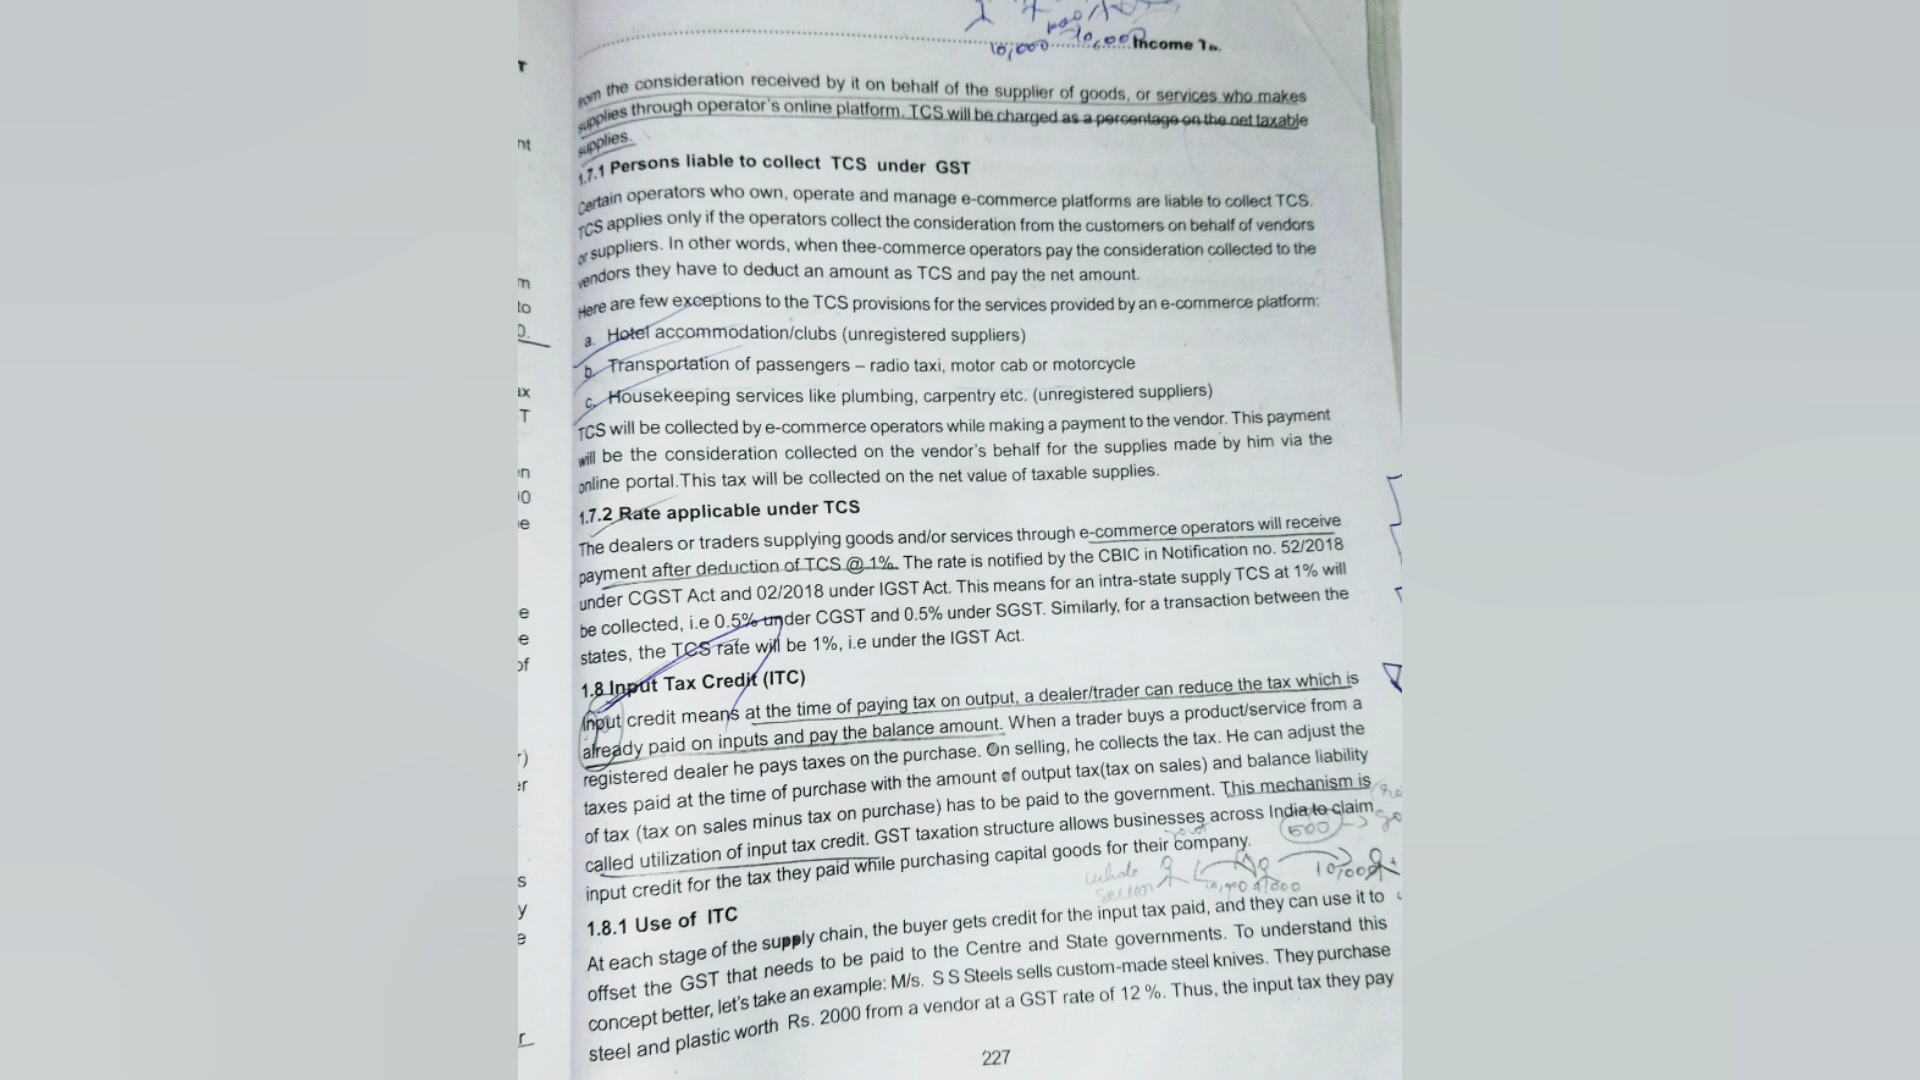 10,000 10,000 Income
from the consideration received by it on behalf of the supplier of goods, or services who makes
supplies through operator's online platform. TCS will be charged as a percentage on the net taxable
supplies.
1.7.1 Persons liable to collect TCS under GST
Certain operators who own, operate and manage e-commerce platforms are liable to collect TCS.
TCS applies only if the operators collect the consideration from the customers on behalf of vendors
or suppliers. In other words, when thee-commerce operators pay the consideration collected to the
vendors they have to deduct an amount as TCS and pay the net amount.
Here are few exceptions to the TCS provisions for the services provided by an e-commerce platform:
a. Hotel accommodation/clubs (unregistered suppliers)
b. Transportation of passengers – radio taxi, motor cab or motorcycle
c. Housekeeping services like plumbing, carpentry etc. (unregistered suppliers)
TCS will be collected by e-commerce operators while making a payment to the vendor. This payment
will be the consideration collected on the vendor's behalf for the supplies made by him via the
online portal.This tax will be collected on the net value of taxable supplies.
1.7.2 Rate applicable under TCS
The dealers or traders supplying goods and/or services through e-commerce operators will receive
payment after deduction of TCS @ 1%. The rate is notified by the CBIC in Notification no. 52/2018
under CGST Act and 02/2018 under IGST Act. This means for an intra-state supply TCS at 1% will
be collected, i.e 0.5% under CGST and 0.5% under SGST. Similarly, for a transaction between the
states, the TCS rate will be 1%, i.e under the IGST Act.
1.8 Input Tax Credit (ITC)
Input credit means at the time of paying tax on output, a dealer/trader can reduce the tax which is
already paid on inputs and pay the balance amount. When a trader buys a product/service from a
registered dealer he pays taxes on the purchase. On selling, he collects the tax. He can adjust the
taxes paid at the time of purchase with the amount of output tax(tax on sales) and balance liability
of tax (tax on sales minus tax on purchase) has to be paid to the government. This mechanism is
called utilization of input tax credit. GST taxation structure allows businesses across India to claim
500
input credit for the tax they paid while purchasing capital goods for their company.
whole 10,000
1.8.1 Use of ITC
At each stage of the supply chain, the buyer gets credit for the input tax paid, and they can use it to
offset the GST that needs to be paid to the Centre and State governments. To understand this
concept better, let's take an example: M/s. S S Steels sells custom-made steel knives. They purchase
steel and plastic worth Rs. 2000 from a vendor at a GST rate of 12 %. Thus, the input tax they pay
227